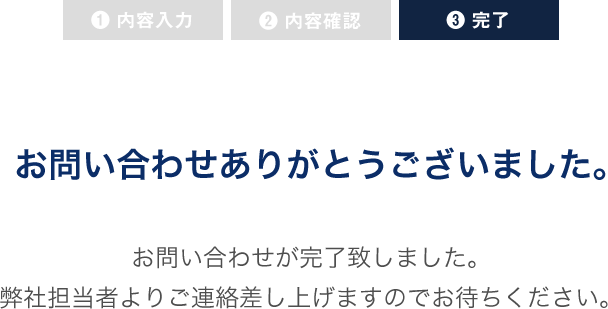 ❶ 内容入力 ❷ 内容確認 ❸ 完了
お問い合わせありがとうございました。
お問い合わせが完了致しました。
弊社担当者よりご連絡差し上げますのでお待ちください。